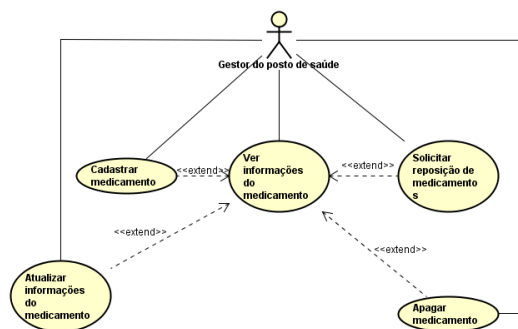 Gestor do posto de saúde
Cadastrar
medicamento
<<extend>>
Ver
informações
do
medicamento
<<extend>>
Solicitar
reposição de
medicamento
s
<<extend>>
<<extend>>
Atualizar
informações
do
medicamento
Apagar
medicamento